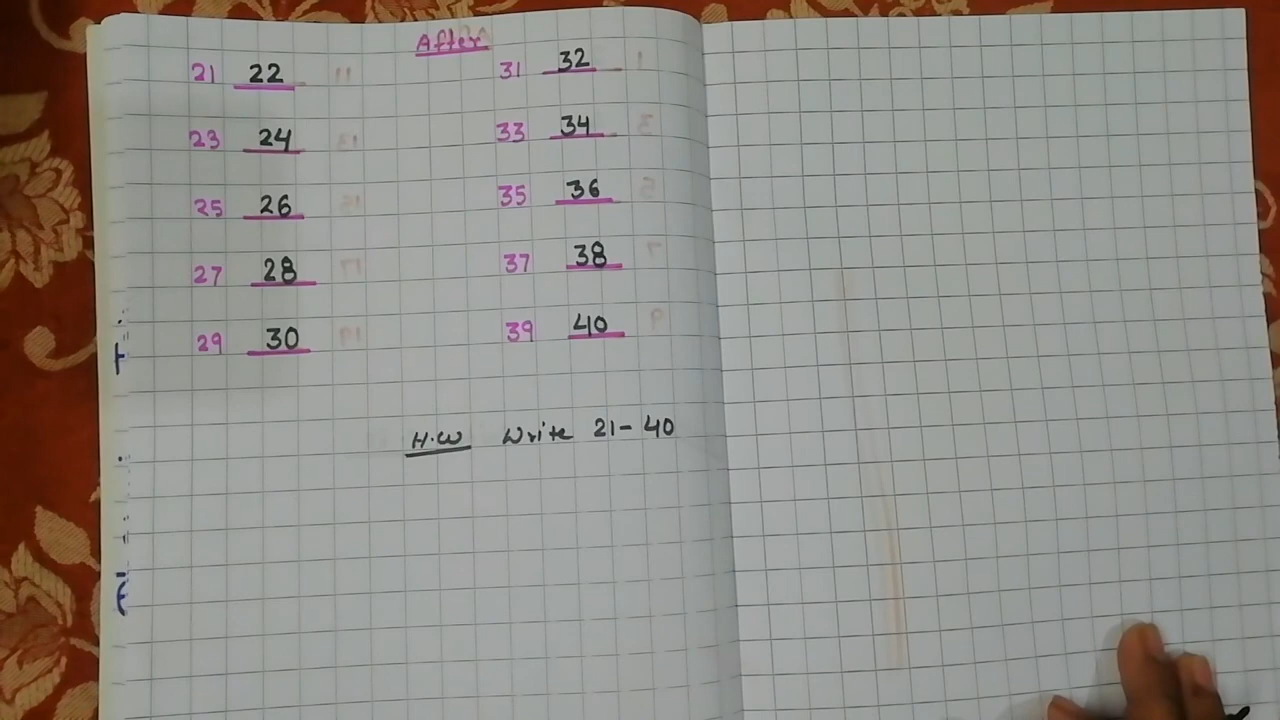 After
21 22 31 32
23 24 33 34
25 26 35 36
27 28 37 38
29 30 39 40
H.W Write 21-40